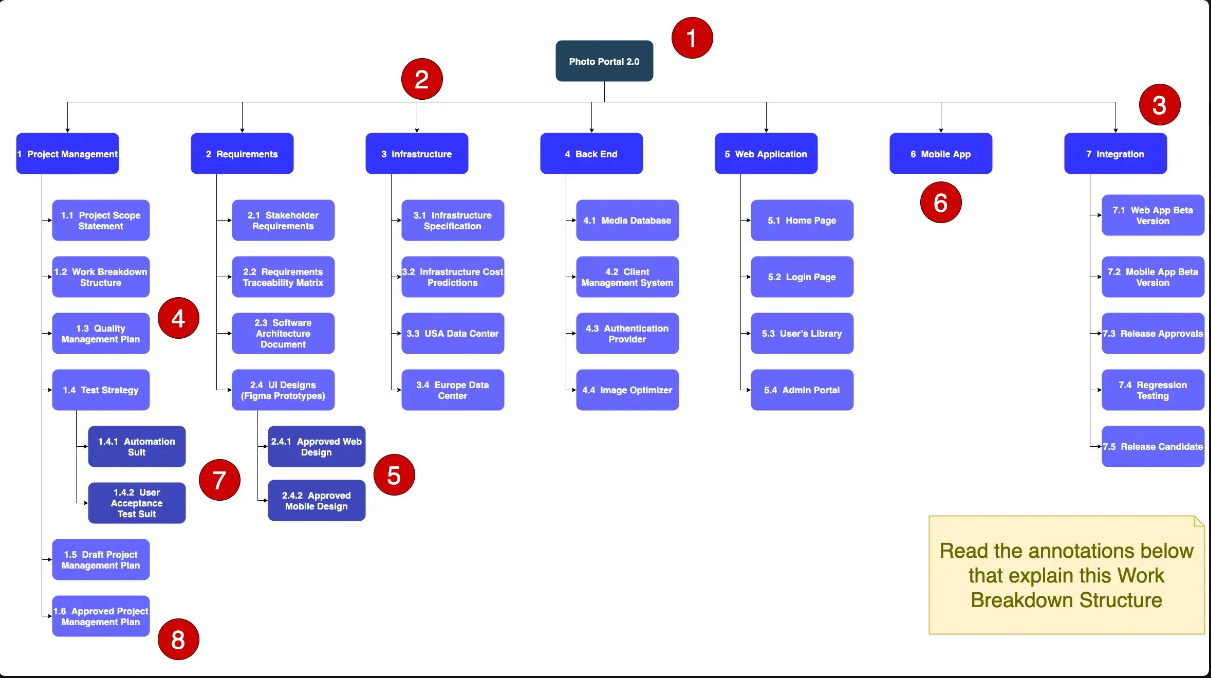 1
Photo Portal 2.0
2
3
1 Project Management
2 Requirements
3 Infrastructure
4 Back End
5 Web Application
6 Mobile App
7 Integration
6
1.1 Project Scope
Statement
2.1 Stakeholder
Requirements
3.1 Infrastructure
Specification
4.1 Media Database
5.1 Home Page
7.1 Web App Beta
Version
1.2 Work Breakdown
Structure
2.2 Requirements
Traceability Matrix
3.2 Infrastructure Cost
Predictions
4.2 Client
Management System
5.2 Login Page
7.2 Mobile App Beta
Version
4
1.3 Quality
Management Plan
2.3 Software
Architecture
Document
3.3 USA Data Center
4.3 Authentication
Provider
5.3 User's Library
7.3 Release Approvals
1.4 Test Strategy
2.4 UI Designs
(Figma Prototypes)
3.4 Europe Data
Center
4.4 Image Optimizer
5.4 Admin Portal
7.4 Regression
Testing
1.4.1 Automation
Suit
2.4.1 Approved Web
Design
7.5 Release Candidate
7
5
1.4.2 User
Acceptance
Test Suit
2.4.2 Approved
Mobile Design
1.5 Draft Project
Management Plan
1.6 Approved Project
Management Plan
8
Read the annotations below
that explain this Work
Breakdown Structure